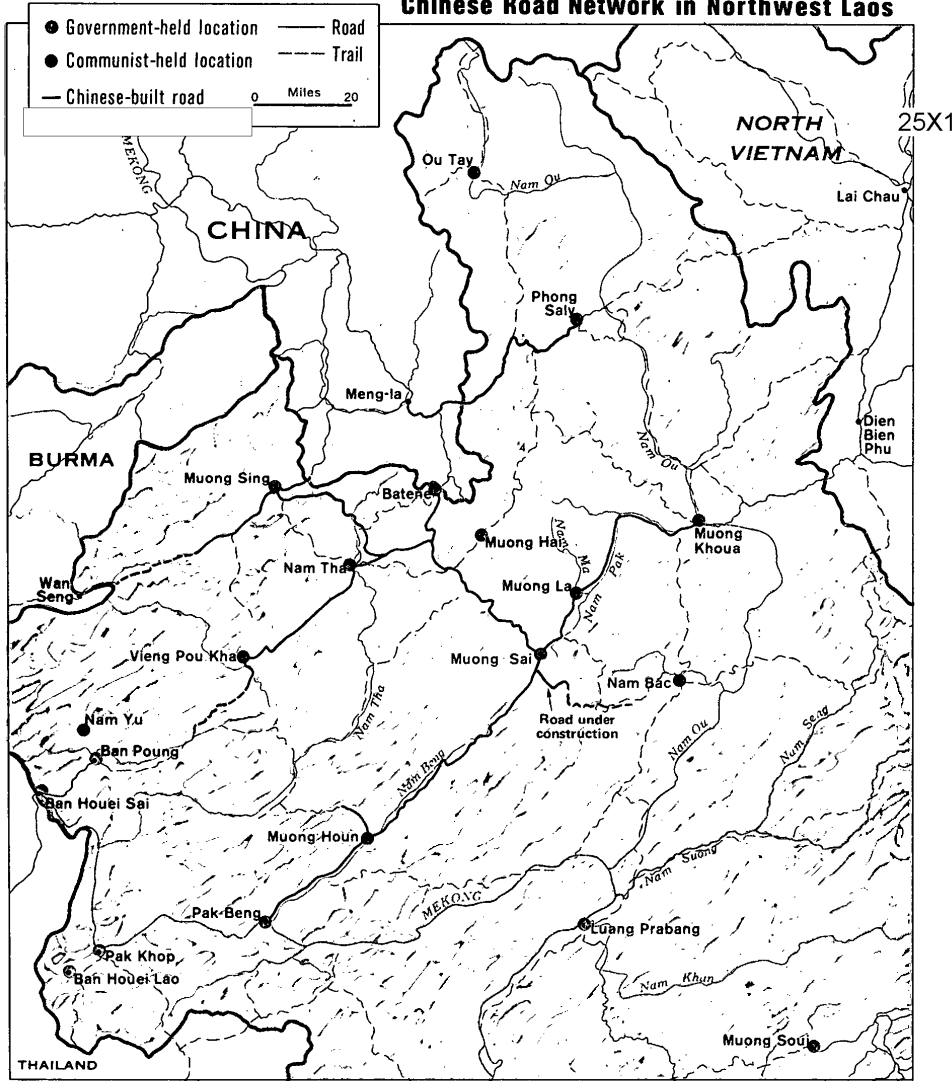 Chinese Road Network in Northwest Laos
Government-held location
Road
Communist-held location
Trail
Chinese-built road
0 Miles 20
25X1
NORTH
VIETNAM
MEKONG
Ou Tay
Nam Ou
Lai Chau
CHINA
Phong
Saly
Meng-la
Dien
Bien
Phu
Nam Ou
BURMA
Muong Sing
Batene
Muong Hai
Nam Ma
Nam Pak
Muong
Khoua
Nam Tha
Muong La
Wan
Seng
Vieng Pou Kha
Muong Sai
Nam Bac
Nam Tha
Road under
construction
Nam Yu
Ban Poung
Nam Ou
Nam Seng
Nam Beng
Ban Houei Sai
Muong Houn
Nam Suong
MEKONG
Pak Beng
Luang Prabang
Pak Khop
Ban Houei Lao
Nam Khan
Muong Soui
THAILAND